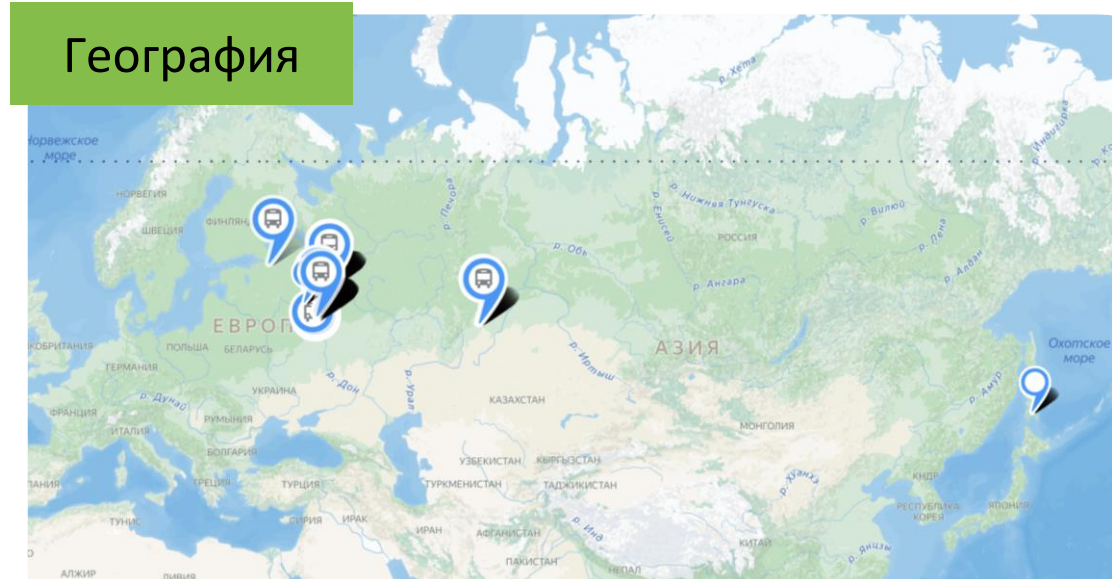 География
р. Хета
Норвежское
море
р. Индигирка
НОРВЕГИЯ
р. Печора
р. Нижняя Тунгуска
р. Енисей
р. Вилюй
ШВЕЦИЯ
РОССИЯ
р. Лена
р. Обь
р. Алдан
р. Ангара
ЕВРОП
АЗИЯ
Охотское
море
КОБРИТАНИЯ
ПОЛЬША
БЕЛАРУСЬ
ГЕРМАНИЯ
р. Иртыш
р. Дон
р. Урал
р. Амур
УКРАИНА
р. Дунай
КАЗАХСТАН
ФРАНЦИЯ
РУМЫНИЯ
МОНГОЛИЯ
ИТАЛИЯ
БОЛГАРИЯ
УЗБЕКИСТАН
КЫРГЫЗСТАН
р. Хуанхэ
КНДР
ПАНИЯ
ГРЕЦИЯ
ТУРЦИЯ
ТУРКМЕНИСТАН
ТАДЖИКИСТАН
РЕСПУБЛИКА
КОРЕЯ
ЯПОНИЯ
ТУНИС
СИРИЯ
ИРАК
ИРАН
АФГАНИСТАН
р. Инд
КИТАЙ
р. Янцзы
ПАКИСТАН
НЕПАЛ
АЛЖИР
ЛИВИЯ